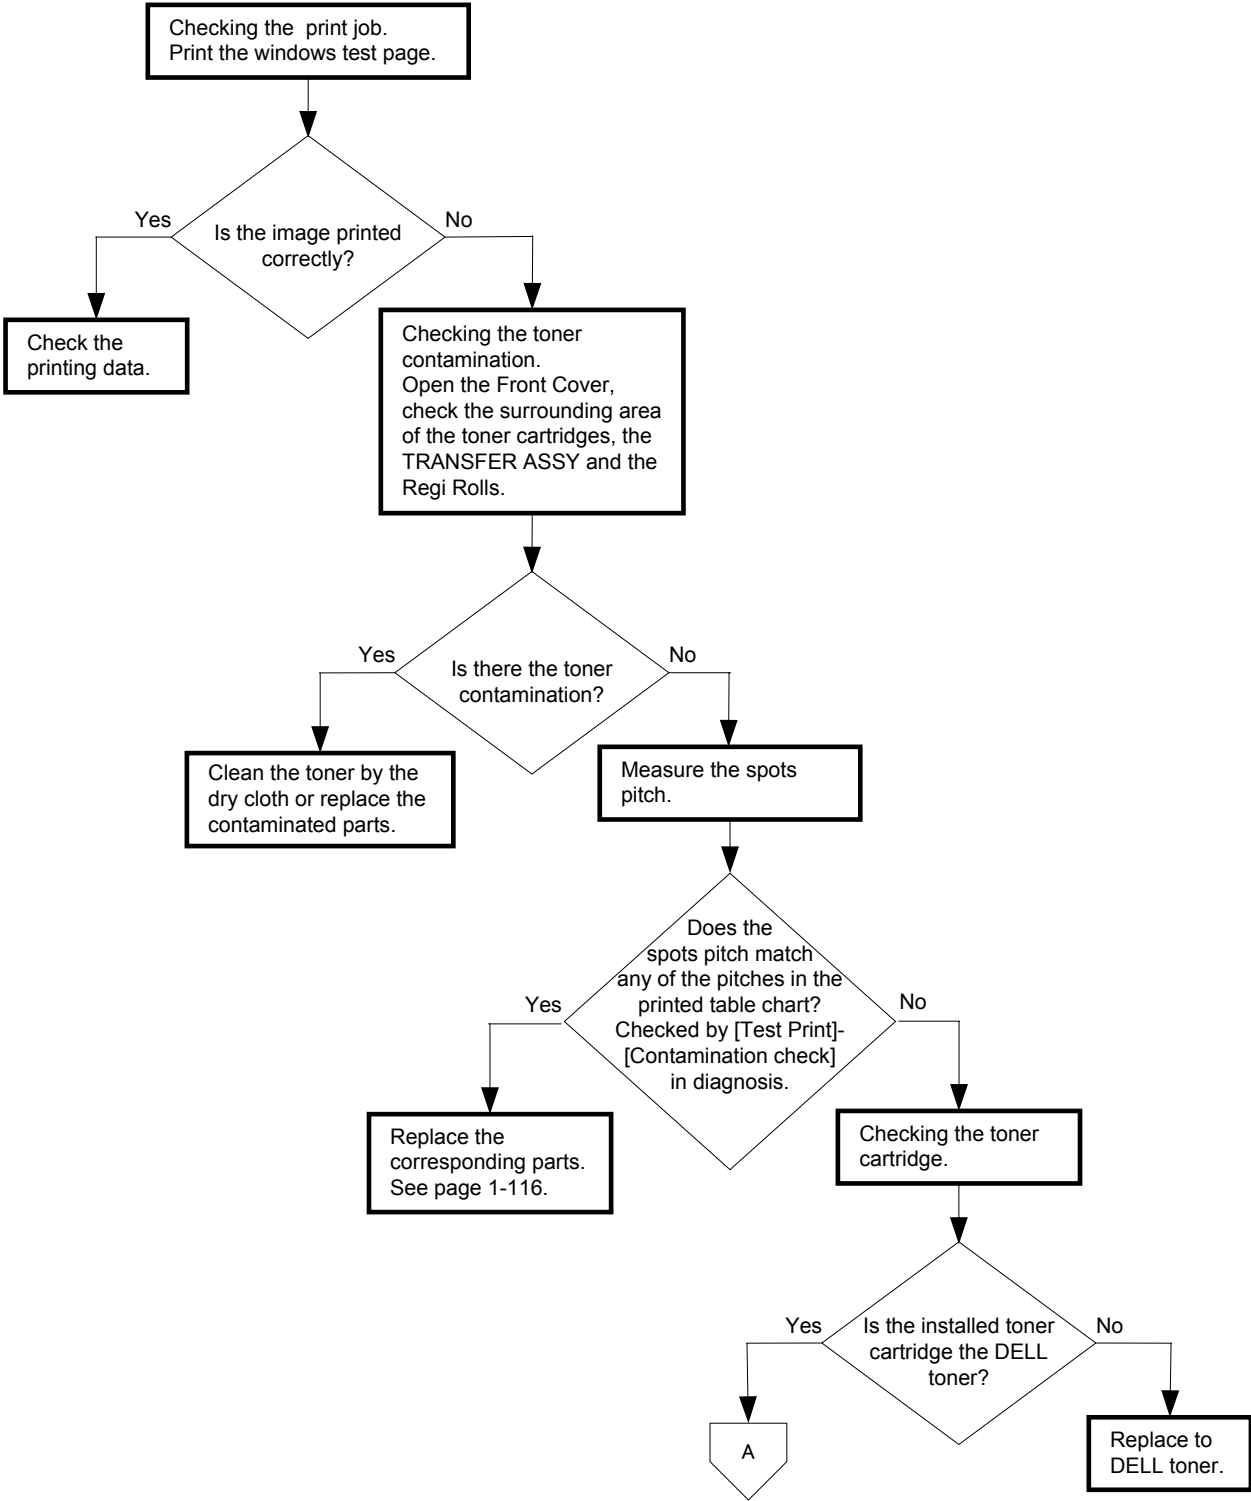 Checking the print job.
Print the windows test page.
Yes
No
Is the image printed
correctly?
Check the
printing data.
Checking the toner
contamination.
Open the Front Cover,
check the surrounding area
of the toner cartridges, the
TRANSFER ASSY and the
Regi Rolls.
Yes
No
Is there the toner
contamination?
Clean the toner by the
dry cloth or replace the
contaminated parts.
Measure the spots
pitch.
Does the
spots pitch match
any of the pitches in the
printed table chart?
Checked by [Test Print]-
[Contamination check]
in diagnosis.
Yes
No
Replace the
corresponding parts.
See page 1-116.
Checking the toner
cartridge.
Yes
No
Is the installed toner
cartridge the DELL
toner?
A
Replace to
DELL toner.